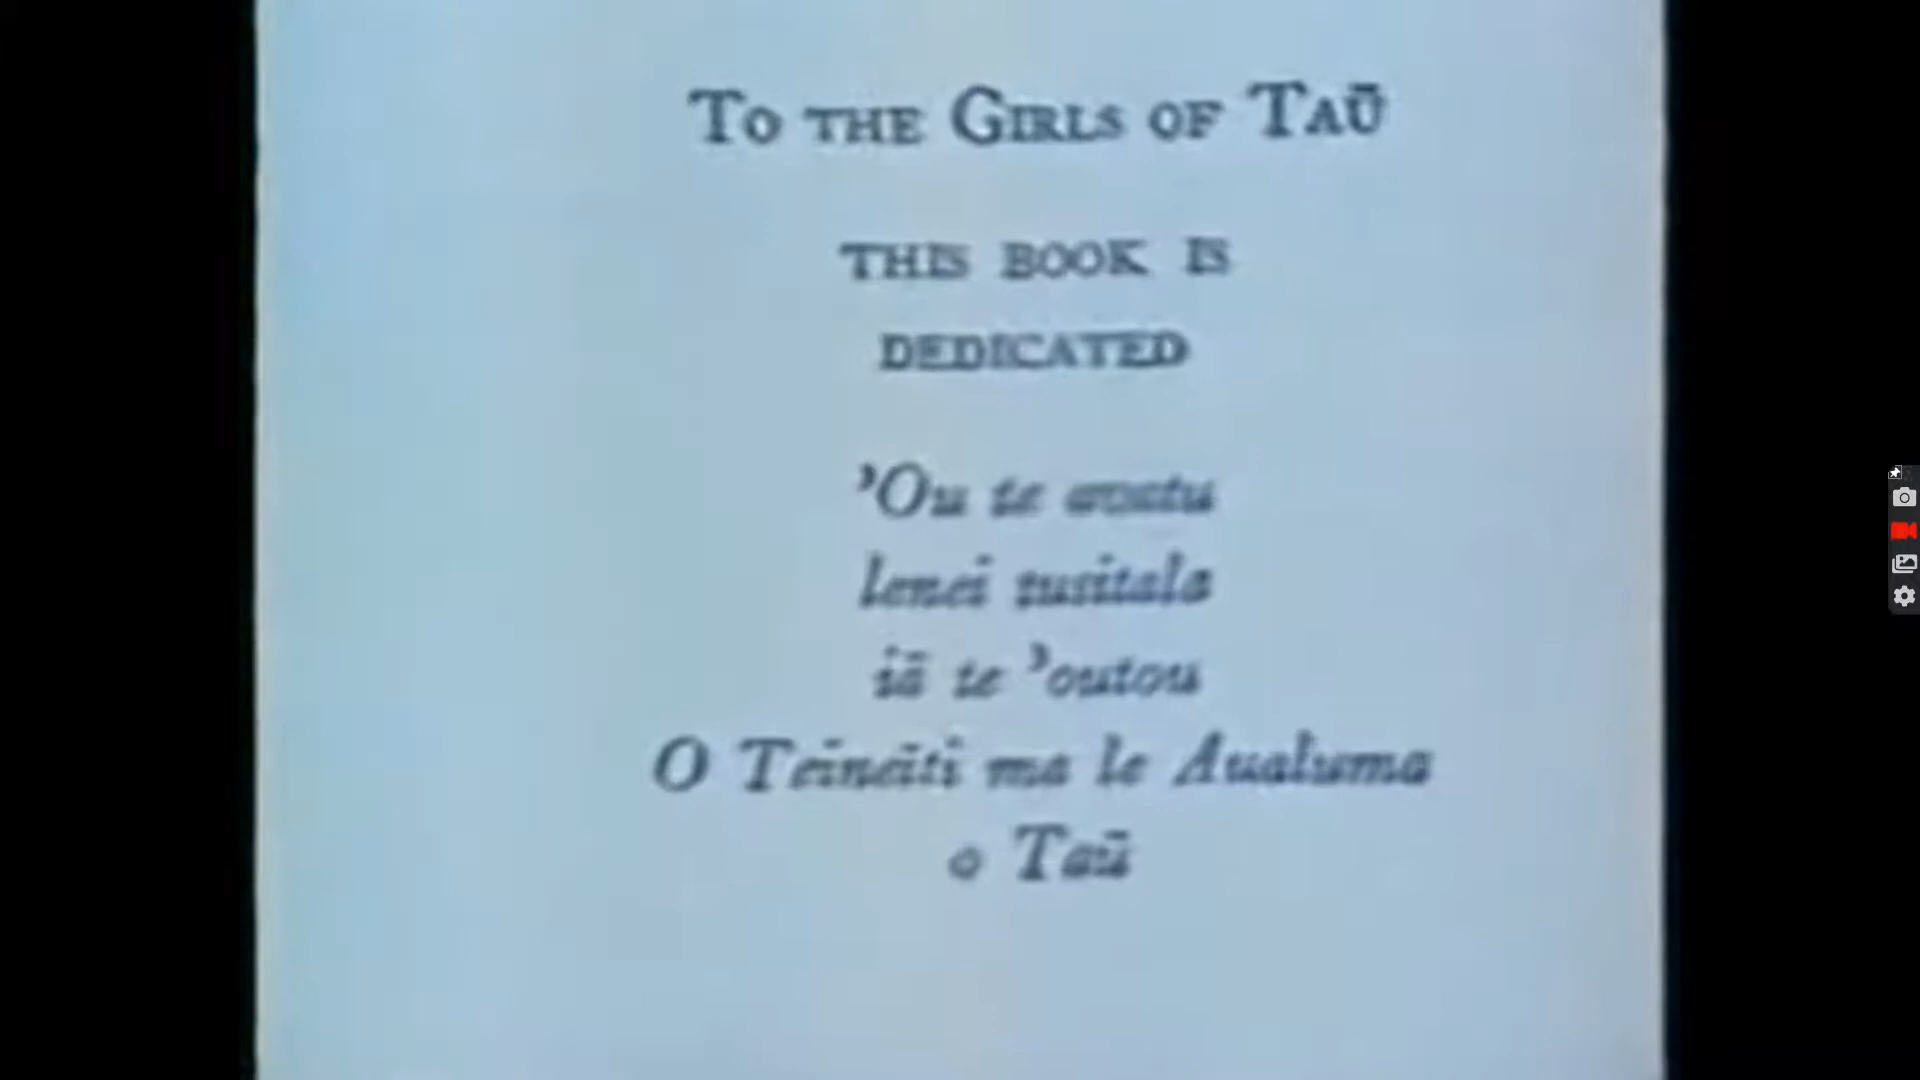 To the Girls of Taū
THIS BOOK IS
DEDICATED
’Ou te avatu
lenei tusitala
iā te ’outou
O Teineiti ma le Aualuma
o Taū